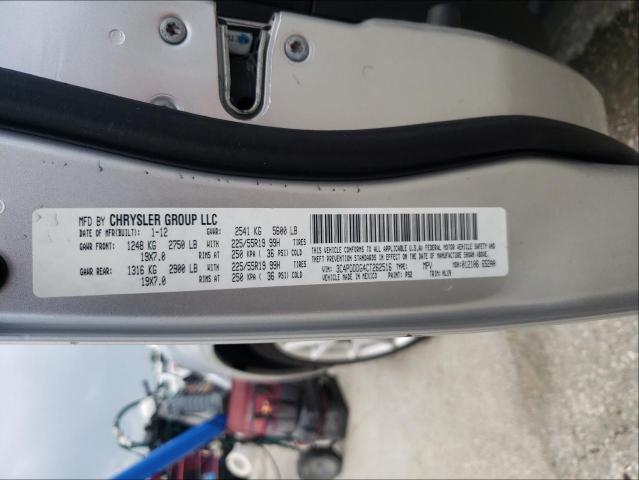 MFD BY CHRYSLER GROUP LLC
DATE OF MFR(BUILT): 1-12 GVWR: 2541 KG 5600 LB
GAWR FRONT: 1248 KG 2750 LB WITH 225/55R19 99H TIRES
19X7.0 RIMS AT 250 KPA ( 36 PSI) COLD
GAWR REAR: 1316 KG 2900 LB WITH 225/55R19 99H TIRES
19X7.0 RIMS AT 250 KPA ( 36 PSI) COLD
THIS VEHICLE CONFORMS TO ALL APPLICABLE U.S.A. FEDERAL MOTOR VEHICLE SAFETY AND
THEFT PREVENTION STANDARDS IN EFFECT ON THE DATE OF MANUFACTURE SHOWN ABOVE.
VIN: 3C4PDDDG4CT262516 TYPE: MPV
VEHICLE MADE IN MEXICO PAINT: PS2